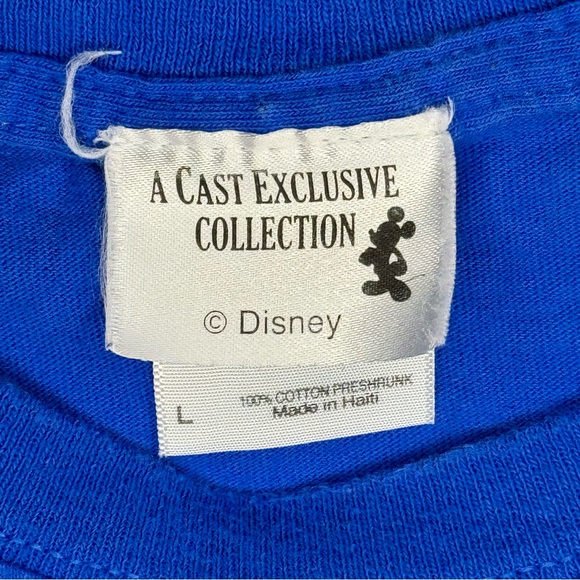 A CAST EXCLUSIVE
COLLECTION
© Disney
L
100% COTTON PRESHRUNK
Made in Haiti